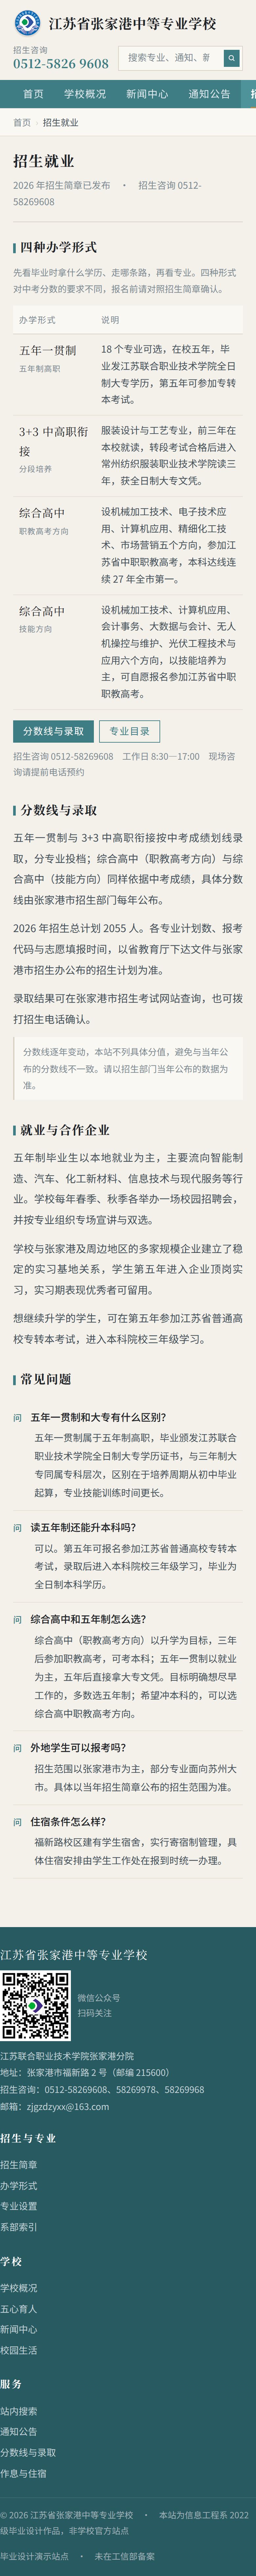 江苏省张家港中等专业学校
招生咨询
0512-5826 9608
搜索专业、通知、新
首页 学校概况 新闻中心 通知公告 招
首页 › 招生就业
招生就业
2026 年招生简章已发布 · 招生咨询 0512-
58269608
四种办学形式
先看毕业时拿什么学历、走哪条路，再看专业。四种形式
对中考分数的要求不同，报名前请对照招生简章确认。
办学形式 说明
五年一贯制
五年制高职
18 个专业可选，在校五年，毕
业发江苏联合职业技术学院全日
制大专学历，第五年可参加专转
本考试。
3+3 中高职衔
接
分段培养
服装设计与工艺专业，前三年在
本校就读，转段考试合格后进入
常州纺织服装职业技术学院读三
年，获全日制大专文凭。
综合高中
职教高考方向
设机械加工技术、电子技术应
用、计算机应用、精细化工技
术、市场营销五个方向，参加江
苏省中职职教高考，本科达线连
续 27 年全市第一。
综合高中
技能方向
设机械加工技术、计算机应用、
会计事务、大数据与会计、无人
机操控与维护、光伏工程技术与
应用六个方向，以技能培养为
主，可自愿报名参加江苏省中职
职教高考。
分数线与录取 专业目录
招生咨询 0512-58269608 工作日 8:30—17:00 现场咨
询请提前电话预约
分数线与录取
五年一贯制与 3+3 中高职衔接按中考成绩划线录
取，分专业投档；综合高中（职教高考方向）与综
合高中（技能方向）同样依据中考成绩，具体分数
线由张家港市招生部门每年公布。
2026 年招生总计划 2055 人。各专业计划数、报考
代码与志愿填报时间，以省教育厅下达文件与张家
港市招生办公布的招生计划为准。
录取结果可在张家港市招生考试网站查询，也可拨
打招生电话确认。
分数线逐年变动，本站不列具体分值，避免与当年公
布的分数线不一致。请以招生部门当年公布的数据为
准。
就业与合作企业
五年制毕业生以本地就业为主，主要流向智能制
造、汽车、化工新材料、信息技术与现代服务等行
业。学校每年春季、秋季各举办一场校园招聘会，
并按专业组织专场宣讲与双选。
学校与张家港及周边地区的多家规模企业建立了稳
定的实习基地关系，学生第五年进入企业顶岗实
习，实习期表现优秀者可留用。
想继续升学的学生，可在第五年参加江苏省普通高
校专转本考试，进入本科院校三年级学习。
常见问题
问 五年一贯制和大专有什么区别？
五年一贯制属于五年制高职，毕业颁发江苏联合
职业技术学院全日制大专学历证书，与三年制大
专同属专科层次，区别在于培养周期从初中毕业
起算，专业技能训练时间更长。
问 读五年制还能升本科吗？
可以。第五年可报名参加江苏省普通高校专转本
考试，录取后进入本科院校三年级学习，毕业为
全日制本科学历。
问 综合高中和五年制怎么选？
综合高中（职教高考方向）以升学为目标，三年
后参加职教高考，可考本科；五年一贯制以就业
为主，五年后直接拿大专文凭。目标明确想尽早
工作的，多数选五年制；希望冲本科的，可以选
综合高中职教高考方向。
问 外地学生可以报考吗？
招生范围以张家港市为主，部分专业面向苏州大
市。具体以当年招生简章公布的招生范围为准。
问 住宿条件怎么样？
福新路校区建有学生宿舍，实行寄宿制管理，具
体住宿安排由学生工作处在报到时统一办理。
江苏省张家港中等专业学校
微信公众号
扫码关注
江苏联合职业技术学院张家港分院
地址：张家港市福新路 2 号（邮编 215600）
招生咨询：0512-58269608、58269978、58269968
邮箱：zjgzdzyxx@163.com
招生与专业
招生简章
办学形式
专业设置
系部索引
学校
学校概况
五心育人
新闻中心
校园生活
服务
站内搜索
通知公告
分数线与录取
作息与住宿
© 2026 江苏省张家港中等专业学校 · 本站为信息工程系 2022
级毕业设计作品，非学校官方站点
毕业设计演示站点 · 未在工信部备案